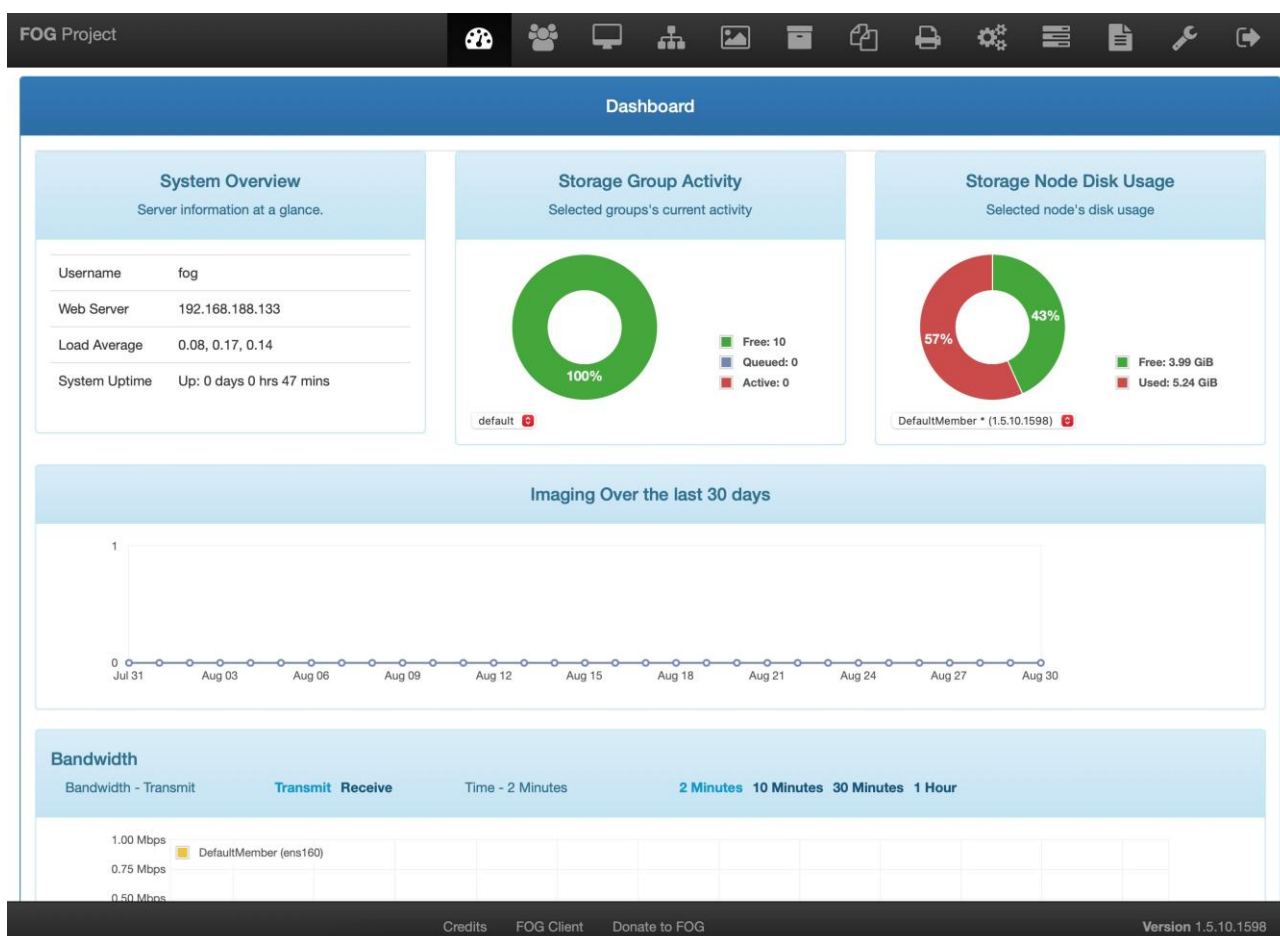 FOG Project
Dashboard
System Overview
Server information at a glance.
Username fog
Web Server 192.168.188.133
Load Average 0.08, 0.17, 0.14
System Uptime Up: 0 days 0 hrs 47 mins
Storage Group Activity
Selected groups's current activity
100%
Free: 10
Queued: 0
Active: 0
default
Storage Node Disk Usage
Selected node's disk usage
43%
57%
Free: 3.99 GiB
Used: 5.24 GiB
DefaultMember * (1.5.10.1598)
Imaging Over the last 30 days
1
0
Jul 31 Aug 03 Aug 06 Aug 09 Aug 12 Aug 15 Aug 18 Aug 21 Aug 24 Aug 27 Aug 30
Bandwidth
Bandwidth - Transmit Transmit Receive Time - 2 Minutes 2 Minutes 10 Minutes 30 Minutes 1 Hour
1.00 Mbps
DefaultMember (ens160)
0.75 Mbps
0.50 Mbps
Credits FOG Client Donate to FOG Version 1.5.10.1598